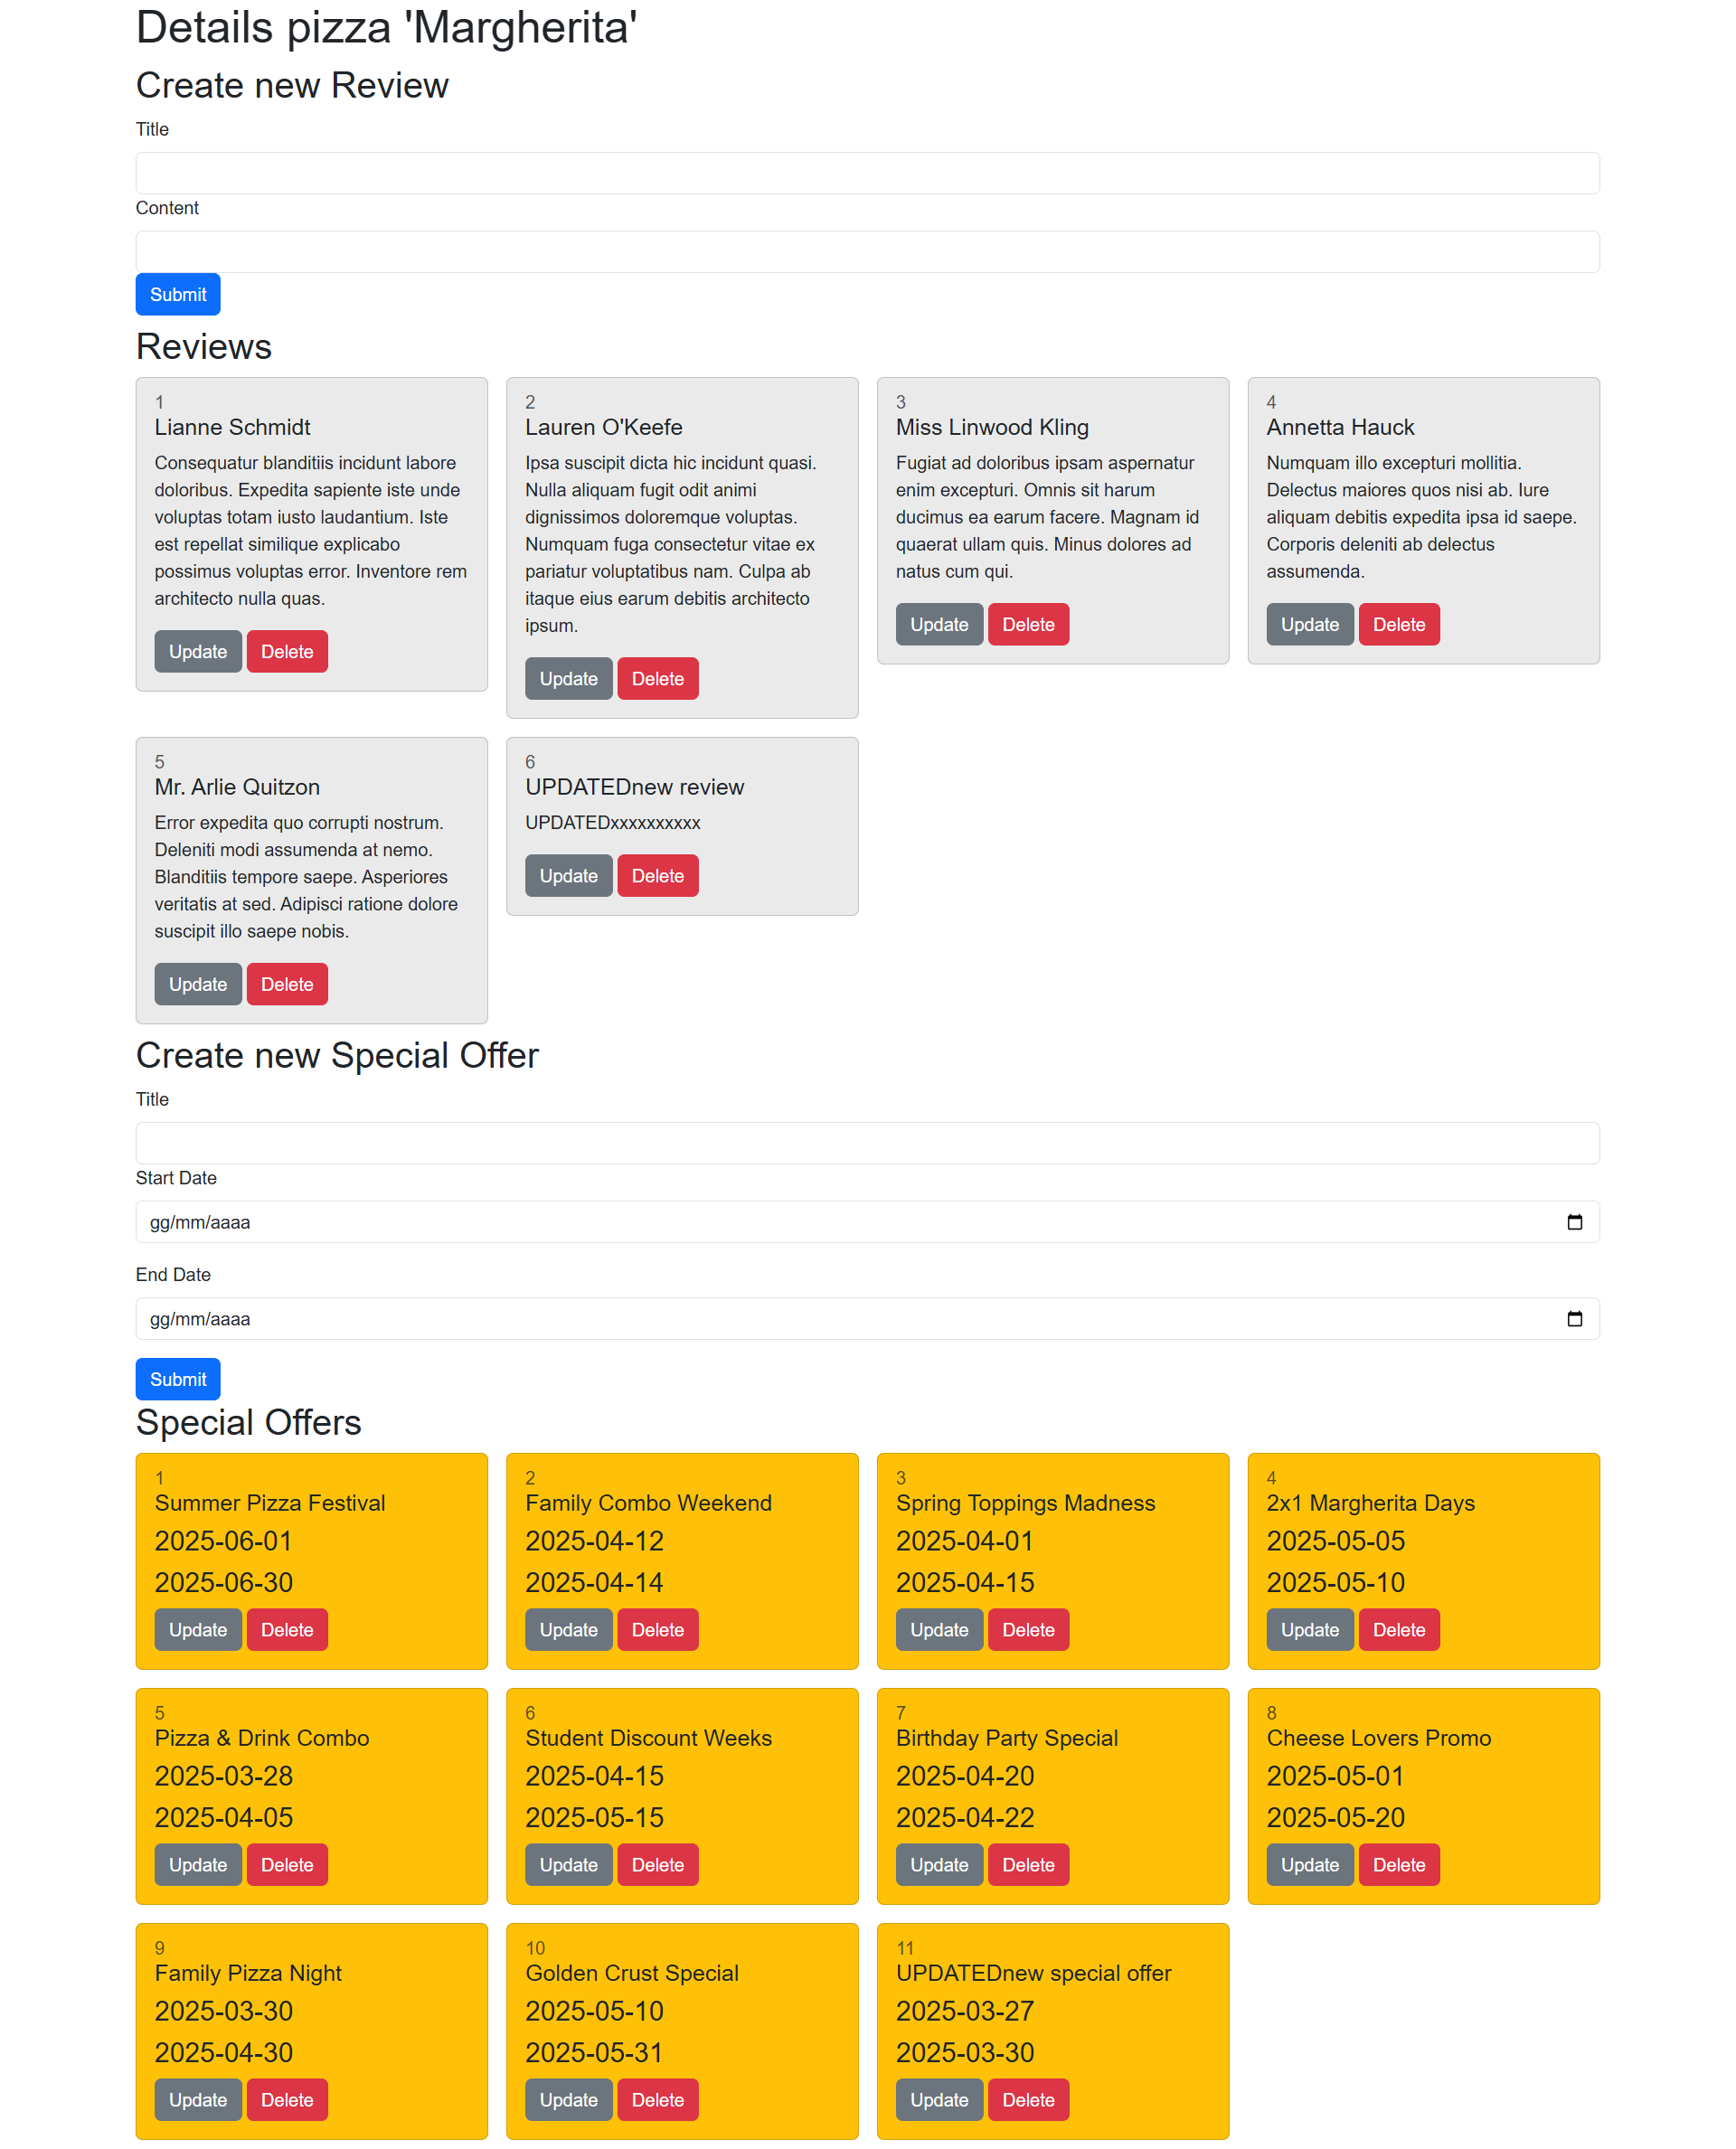 Details pizza 'Margherita'
Create new Review
Title
Content
Submit
Reviews
1
Lianne Schmidt
Consequatur blanditiis incidunt labore
doloribus. Expedita sapiente iste unde
voluptas totam iusto laudantium. Iste
est repellat similique explicabo
possimus voluptas error. Inventore rem
architecto nulla quas.
Update Delete
2
Lauren O'Keefe
Ipsa suscipit dicta hic incidunt quasi.
Nulla aliquam fugit odit animi
dignissimos doloremque voluptas.
Numquam fuga consectetur vitae ex
pariatur voluptatibus nam. Culpa ab
itaque eius earum debitis architecto
ipsum.
Update Delete
3
Miss Linwood Kling
Fugiat ad doloribus ipsam aspernatur
enim excepturi. Omnis sit harum
ducimus ea earum facere. Magnam id
quaerat ullam quis. Minus dolores ad
natus cum qui.
Update Delete
4
Annetta Hauck
Numquam illo excepturi mollitia.
Delectus maiores quos nisi ab. Iure
aliquam debitis expedita ipsa id saepe.
Corporis deleniti ab delectus
assumenda.
Update Delete
5
Mr. Arlie Quitzon
Error expedita quo corrupti nostrum.
Deleniti modi assumenda at nemo.
Blanditiis tempore saepe. Asperiores
veritatis at sed. Adipisci ratione dolore
suscipit illo saepe nobis.
Update Delete
6
UPDATEDnew review
UPDATEDxxxxxxxxxx
Update Delete
Create new Special Offer
Title
Start Date
gg/mm/aaaa
End Date
gg/mm/aaaa
Submit
Special Offers
1
Summer Pizza Festival
2025-06-01
2025-06-30
Update Delete
2
Family Combo Weekend
2025-04-12
2025-04-14
Update Delete
3
Spring Toppings Madness
2025-04-01
2025-04-15
Update Delete
4
2x1 Margherita Days
2025-05-05
2025-05-10
Update Delete
5
Pizza & Drink Combo
2025-03-28
2025-04-05
Update Delete
6
Student Discount Weeks
2025-04-15
2025-05-15
Update Delete
7
Birthday Party Special
2025-04-20
2025-04-22
Update Delete
8
Cheese Lovers Promo
2025-05-01
2025-05-20
Update Delete
9
Family Pizza Night
2025-03-30
2025-04-30
Update Delete
10
Golden Crust Special
2025-05-10
2025-05-31
Update Delete
11
UPDATEDnew special offer
2025-03-27
2025-03-30
Update Delete